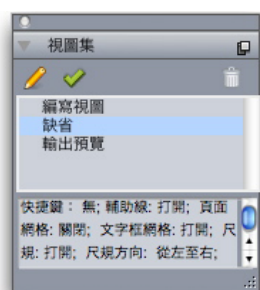 視圖集
編寫視圖
缺省
輸出預覽
快捷鍵： 無; 輔助線: 打開; 頁面
網格: 關閉; 文字框網格: 打開; 尺
規: 打開; 尺規方向: 從左至右;